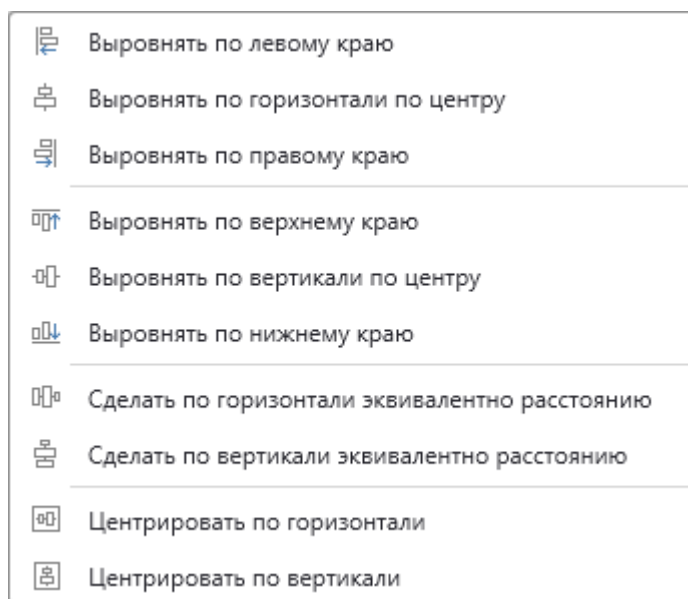 Выровнять по левому краю
Выровнять по горизонтали по центру
Выровнять по правому краю
Выровнять по верхнему краю
Выровнять по вертикали по центру
Выровнять по нижнему краю
Сделать по горизонтали эквивалентно расстоянию
Сделать по вертикали эквивалентно расстоянию
Центрировать по горизонтали
Центрировать по вертикали